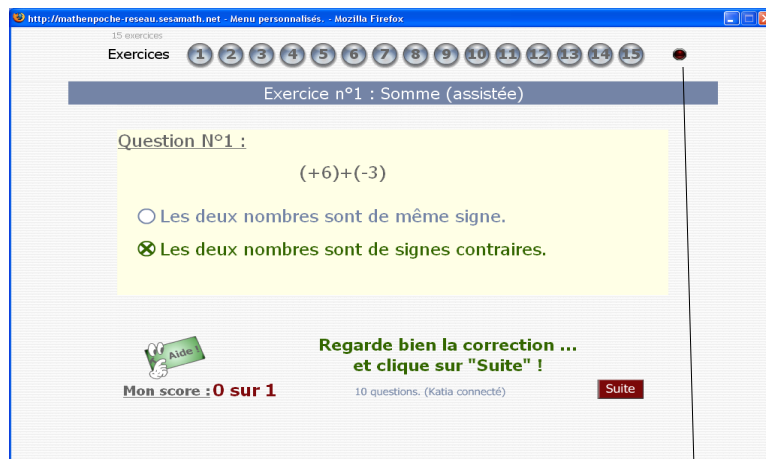 http://mathenpoche-reseau.sesamath.net - Menu personnalisés. - Mozilla Firefox
15 exercices
Exercices 1 2 3 4 5 6 7 8 9 10 11 12 13 14 15
Exercice n°1 : Somme (assistée)
Question N°1 :
(+6)+(-3)
Les deux nombres sont de même signe.
Les deux nombres sont de signes contraires.
Aide !
Regarde bien la correction ...
et clique sur "Suite" !
Mon score : 0 sur 1
10 questions. (Katia connecté)
Suite